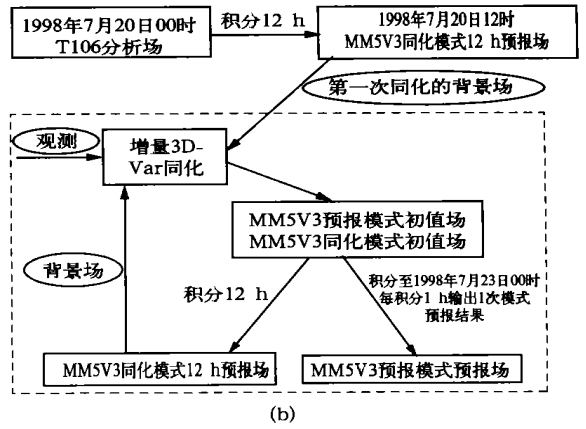 1998年7月20日00时
T106分析场
积分12 h
1998年7月20日12时
MM5V3同化模式12 h预报场
第一次同化的背景场
观测
增量3D-
Var同化
MM5V3预报模式初值场
MM5V3同化模式初值场
背景场
积分12 h
积分至1998年7月23日00时
每积分1 h输出1次模式
预报结果
MM5V3同化模式12 h预报场
MM5V3预报模式预报场
(b)